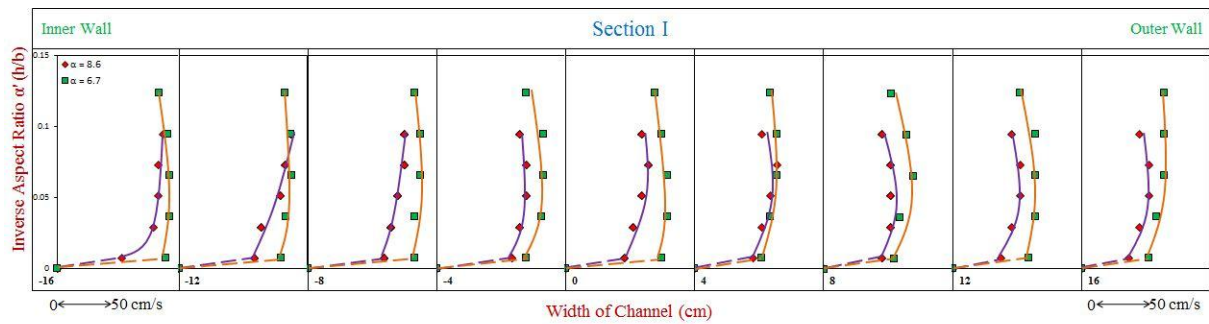 Inner Wall Section I Outer Wall
Inverse Aspect Ratio α' (h/b)
0.15
α = 8.6
α = 6.7
0.1
0.05
0
-16 -12 -8 -4 0 4 8 12 16
0 50 cm/s Width of Channel (cm) 0 50 cm/s